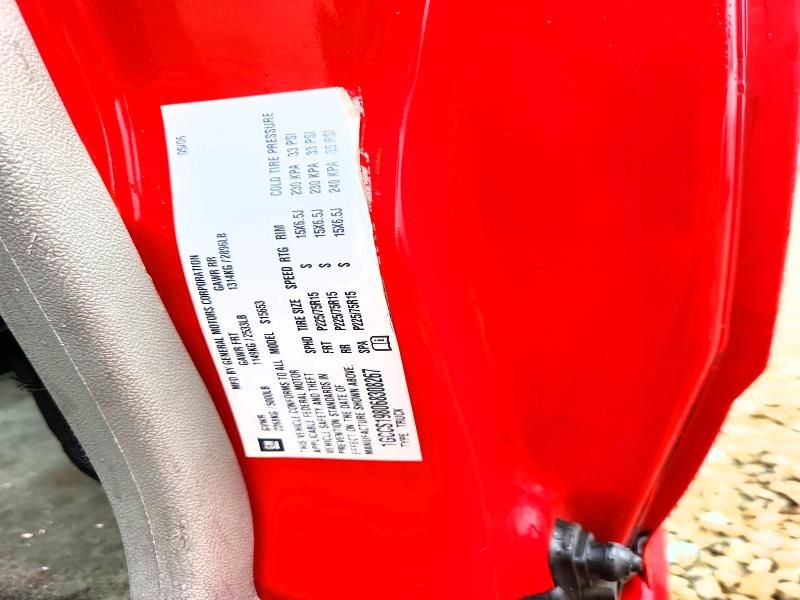 05/06
MFD BY GENERAL MOTORS CORPORATION
GVWR GAWR FRT GAWR RR
2268KG / 5000LB 1149KG / 2533LB 1314KG / 2896LB
THIS VEHICLE CONFORMS TO ALL
APPLICABLE FEDERAL MOTOR
VEHICLE SAFETY AND THEFT
PREVENTION STANDARDS IN
EFFECT ON THE DATE OF
MANUFACTURE SHOWN ABOVE.
MODEL S15653
TIRE SIZE SPEED RTG RIM COLD TIRE PRESSURE
SPHD
FRT P225/75R15 S 15X6.5J 230 KPA 33 PSI
RR P225/75R15 S 15X6.5J 230 KPA 33 PSI
SPA P225/75R15 S 15X6.5J 240 KPA 35 PSI
1GCCS198068308267
TYPE TRUCK